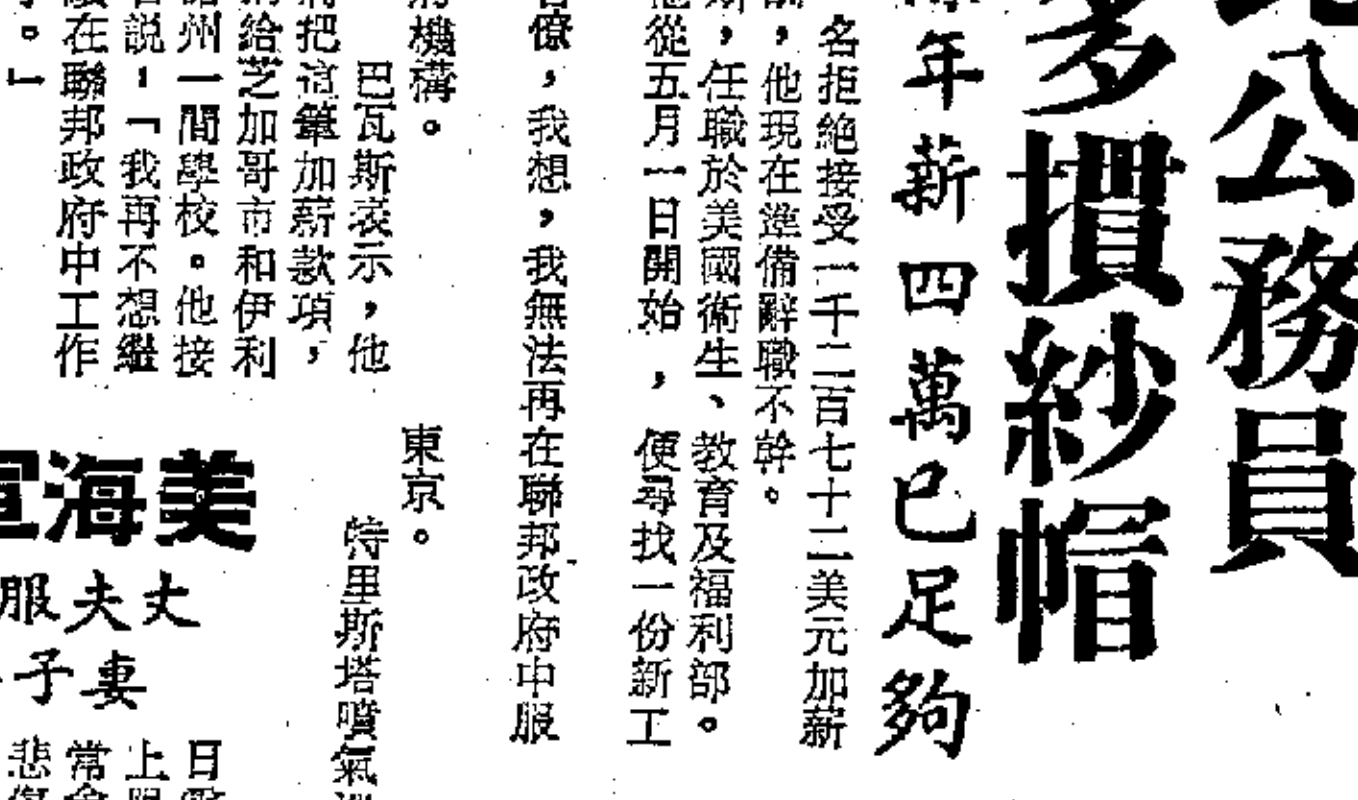 公務員
多摜紗帽
年薪四萬已足夠
名拒絕接受一千二百七十二美元加薪
，他現在準備辭職不幹。
，任職於美國衛生、教育及福利部。
從五月一日開始，便尋找一份新工
僚，我想，我無法再在聯邦政府中服
機構。
巴瓦斯表示，他
把這筆加薪款項，
給芝加哥市和伊利
州一間學校。他接
說：「我再不想繼
在聯邦政府中工作
。」
東京。
特里斯塔噴氣
美海軍
丈夫服
妻子
日
上
常
悲